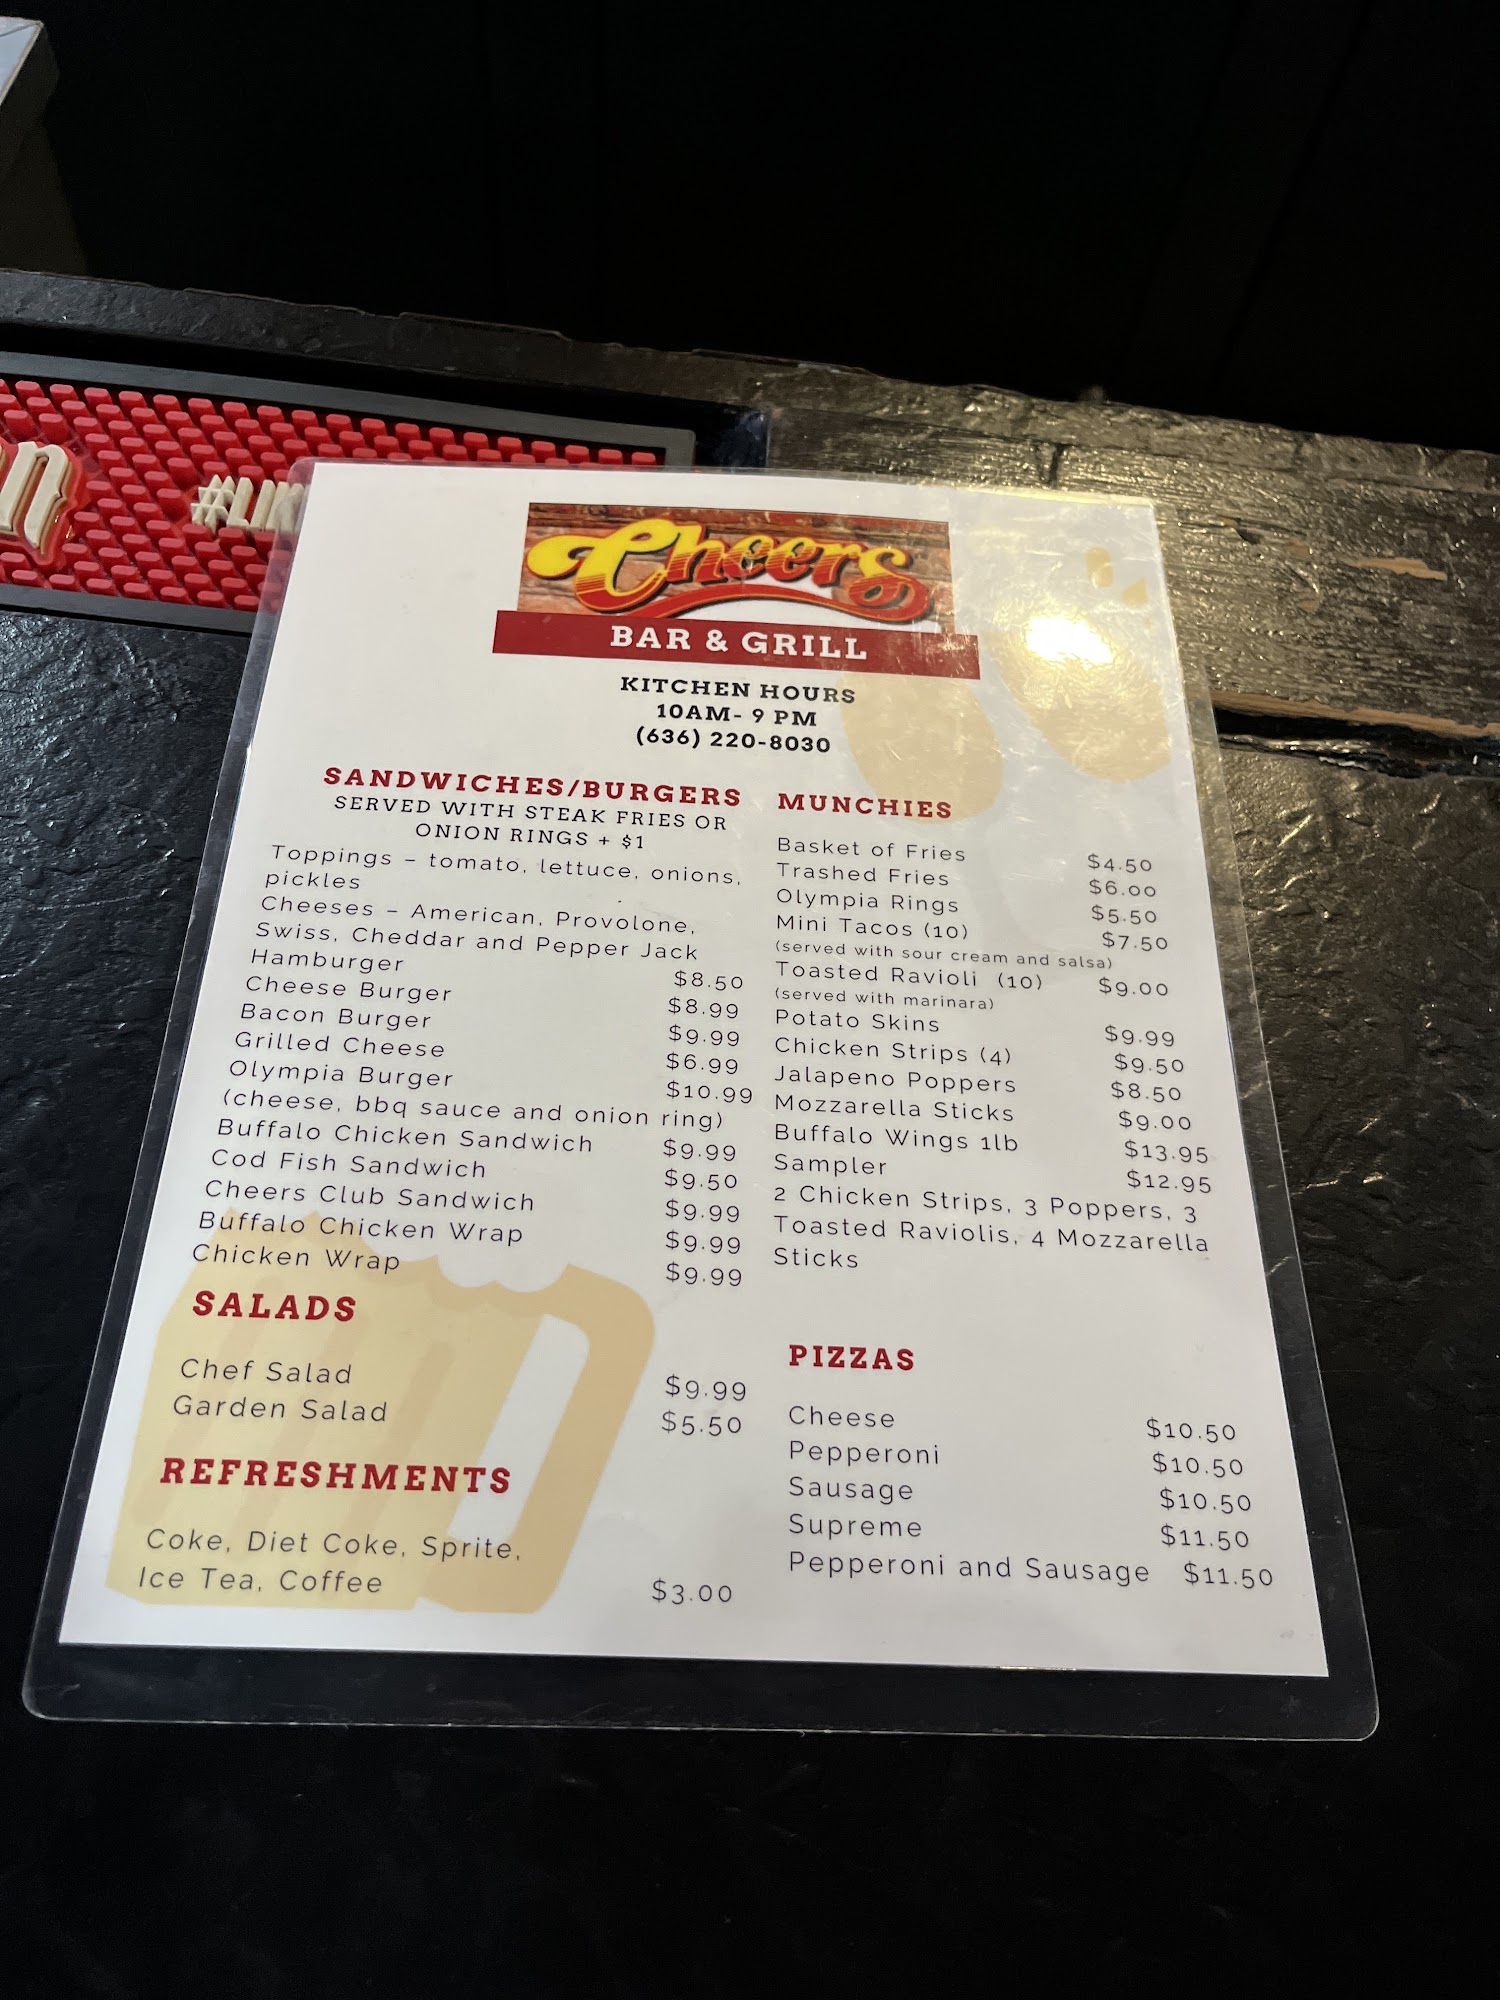 Cheers
BAR & GRILL
KITCHEN HOURS
10AM- 9 PM
(636) 220-8030
SANDWICHES/BURGERS
SERVED WITH STEAK FRIES OR
ONION RINGS + $1
Toppings – tomato, lettuce, onions,
pickles
Cheeses – American, Provolone,
Swiss, Cheddar and Pepper Jack
Hamburger $8.50
Cheese Burger $8.99
Bacon Burger $9.99
Grilled Cheese $6.99
Olympia Burger $10.99
(cheese, bbq sauce and onion ring)
Buffalo Chicken Sandwich $9.99
Cod Fish Sandwich $9.50
Cheers Club Sandwich $9.99
Buffalo Chicken Wrap $9.99
Chicken Wrap $9.99
SALADS
Chef Salad $9.99
Garden Salad $5.50
REFRESHMENTS
Coke, Diet Coke, Sprite,
Ice Tea, Coffee $3.00
MUNCHIES
Basket of Fries $4.50
Trashed Fries $6.00
Olympia Rings $5.50
Mini Tacos (10) $7.50
(served with sour cream and salsa)
Toasted Ravioli (10) $9.00
(served with marinara)
Potato Skins $9.99
Chicken Strips (4) $9.50
Jalapeno Poppers $8.50
Mozzarella Sticks $9.00
Buffalo Wings 1lb $13.95
Sampler $12.95
2 Chicken Strips, 3 Poppers, 3
Toasted Raviolis, 4 Mozzarella
Sticks
PIZZAS
Cheese $10.50
Pepperoni $10.50
Sausage $10.50
Supreme $11.50
Pepperoni and Sausage $11.50